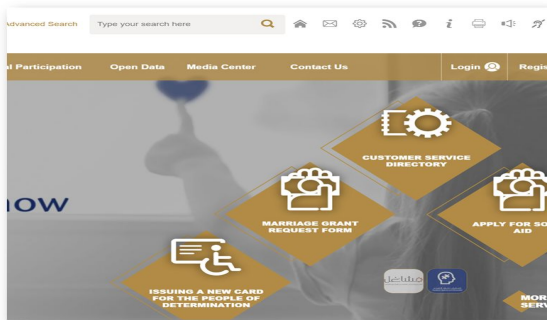 Advanced Search Type your search here
al Participation Open Data Media Center Contact Us Login Regis
now
CUSTOMER SERVICE
DIRECTORY
MARRIAGE GRANT
REQUEST FORM
APPLY FOR SO
AID
ISSUING A NEW CARD
FOR THE PEOPLE OF
DETERMINATION
MOR
SERV